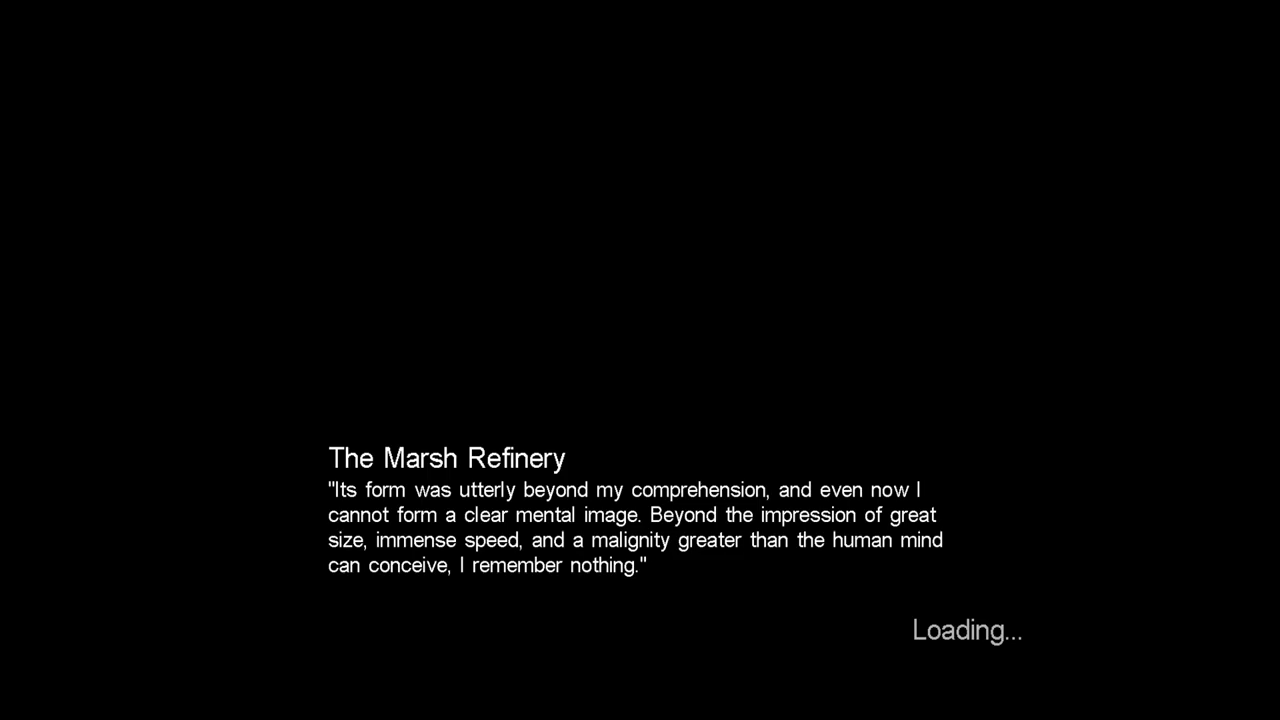 The Marsh Refinery
"Its form was utterly beyond my comprehension, and even now I
cannot form a clear mental image. Beyond the impression of great
size, immense speed, and a malignity greater than the human mind
can conceive, I remember nothing."
Loading...